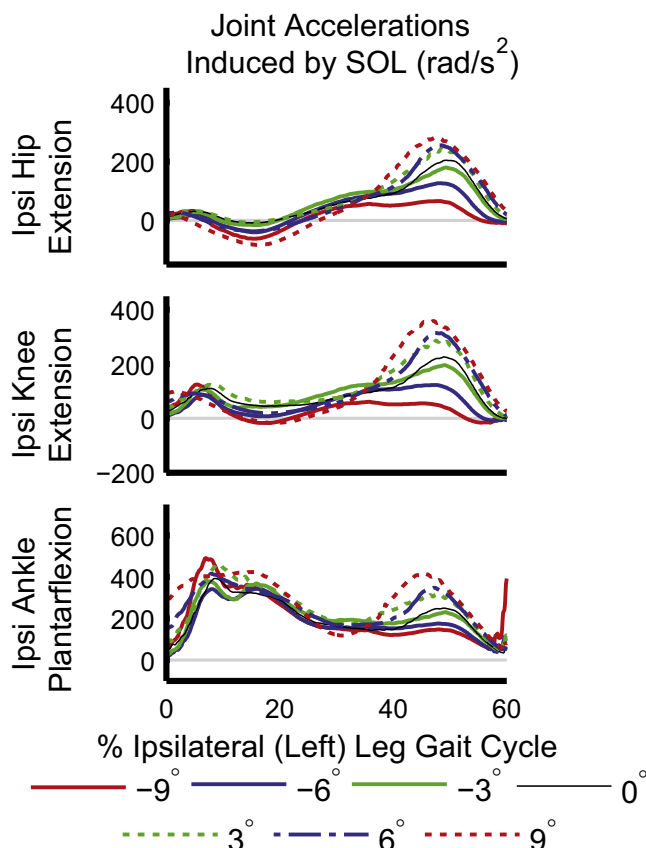 Joint Accelerations
Induced by SOL (rad/s²)
Ipsi Hip
Extension
400
200
0
Ipsi Knee
Extension
400
200
0
−200
Ipsi Ankle
Plantarflexion
600
400
200
0
0 20 40 60
% Ipsilateral (Left) Leg Gait Cycle
−9° −6° −3° 0°
3° 6° 9°